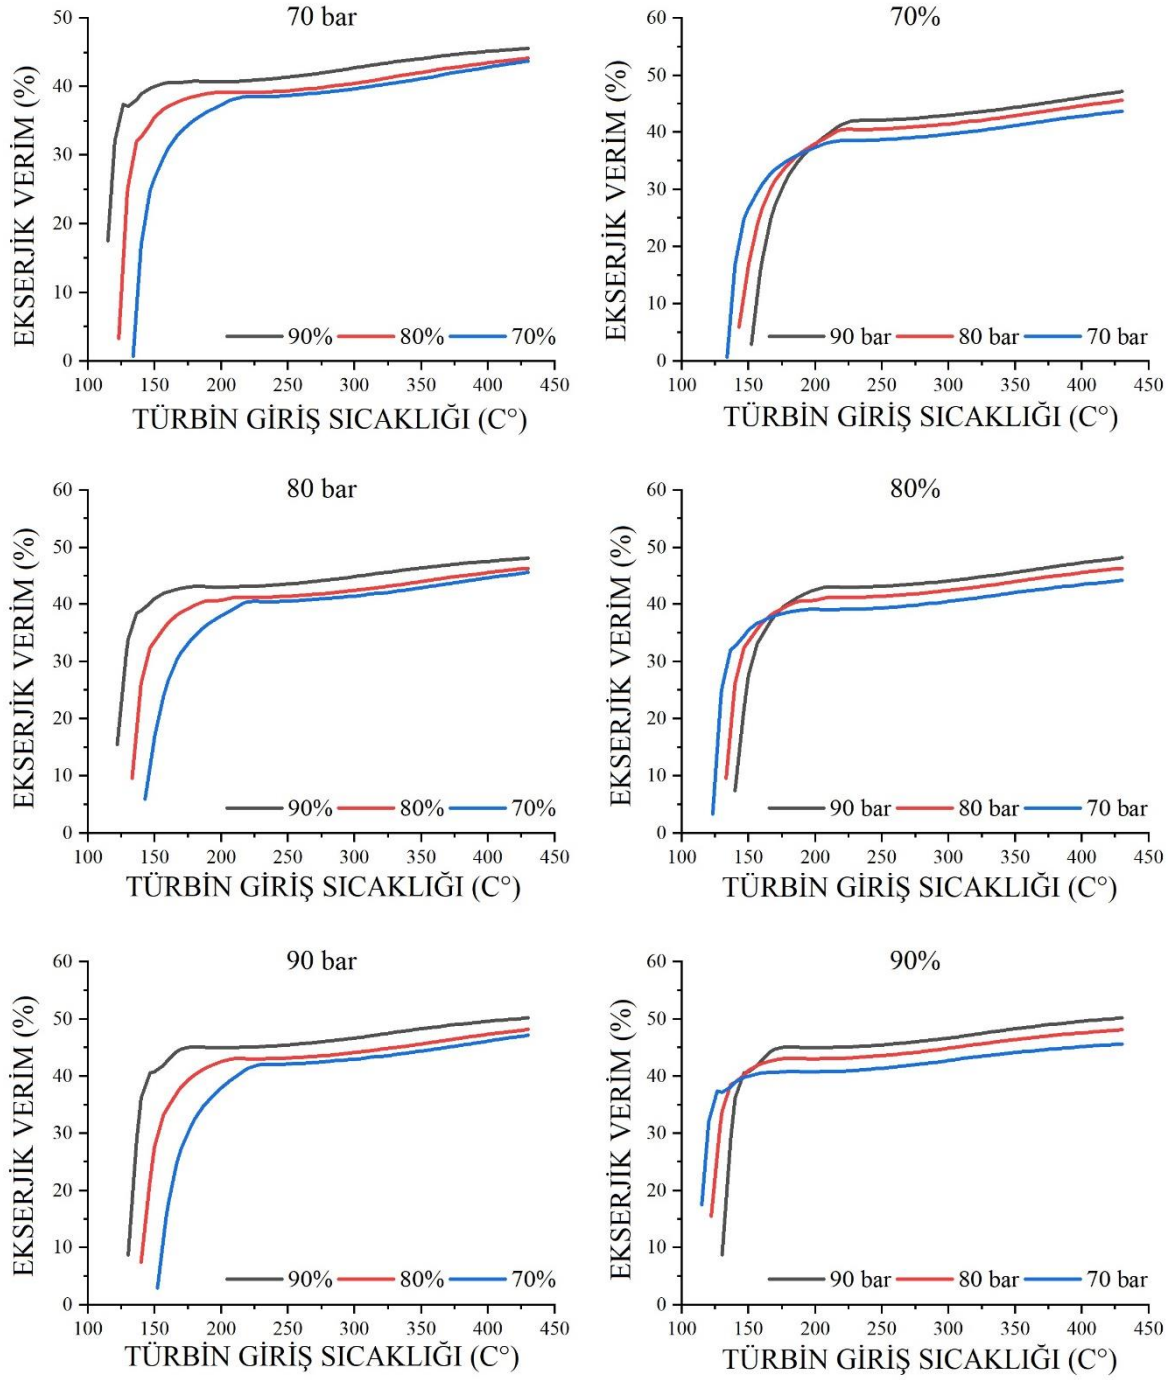 70 bar
EKSERJİK VERİM (%)
50
40
30
20
10
0
90% 80% 70%
100 150 200 250 300 350 400 450
TÜRBİN GİRİŞ SICAKLIĞI (C°)
70%
EKSERJİK VERİM (%)
60
50
40
30
20
10
0
90 bar 80 bar 70 bar
100 150 200 250 300 350 400 450
TÜRBİN GİRİŞ SICAKLIĞI (C°)
80 bar
EKSERJİK VERİM (%)
60
50
40
30
20
10
0
90% 80% 70%
100 150 200 250 300 350 400 450
TÜRBİN GİRİŞ SICAKLIĞI (C°)
80%
EKSERJİK VERİM (%)
60
50
40
30
20
10
0
90 bar 80 bar 70 bar
100 150 200 250 300 350 400 450
TÜRBİN GİRİŞ SICAKLIĞI (C°)
90 bar
EKSERJİK VERİM (%)
60
50
40
30
20
10
0
90% 80% 70%
100 150 200 250 300 350 400 450
TÜRBİN GİRİŞ SICAKLIĞI (C°)
90%
EKSERJİK VERİM (%)
60
50
40
30
20
10
0
90 bar 80 bar 70 bar
100 150 200 250 300 350 400 450
TÜRBİN GİRİŞ SICAKLIĞI (C°)